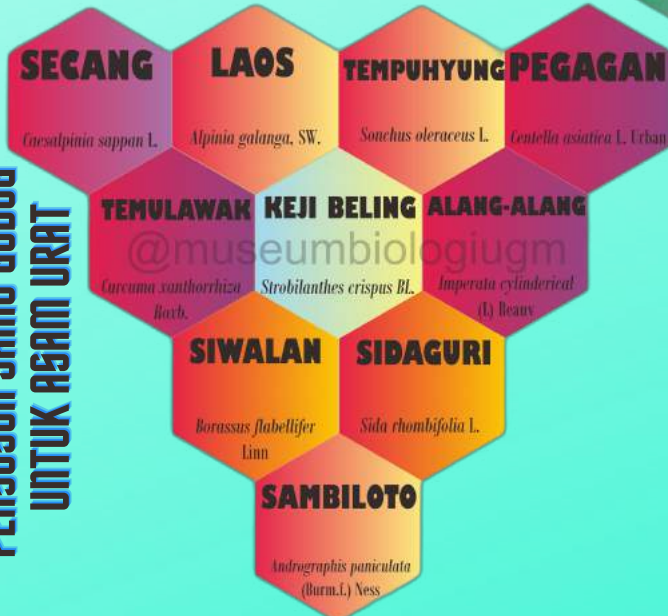 SECANG
Caesalpinia sappan L.
LAOS
Alpinia galanga, SW.
TEMPUHYUNG
Sonchus oleraceus L.
PEGAGAN
Centella asiatica L. Urban
TEMULAWAK
Curcuma xanthorrhiza
Roxb.
KEJI BELING
Strobilanthes crispus BL.
ALANG-ALANG
Imperata cylinderical
(L) Beauv
@museumbiologiugm
SIWALAN
Borassus flabellifer
Linn
SIDAGURI
Sida rhombifolia L.
SAMBILOTO
Andrographis paniculata
(Burm.f.) Ness
UNTUK ASAM URAT